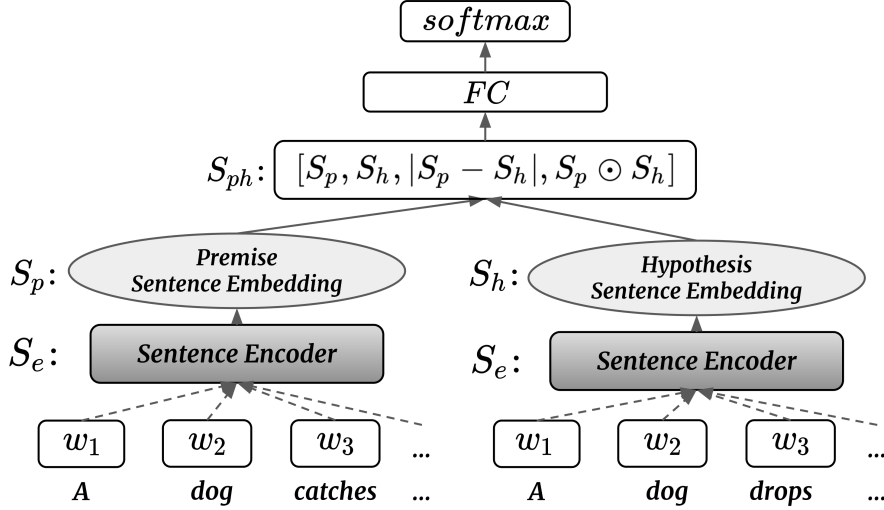 softmax
FC
S_ph: [S_p, S_h, |S_p − S_h|, S_p ⊙ S_h]
S_p: Premise
Sentence Embedding
S_h: Hypothesis
Sentence Embedding
S_e: Sentence Encoder
S_e: Sentence Encoder
w_1 w_2 w_3 ...
w_1 w_2 w_3 ...
A dog catches ...
A dog drops ...